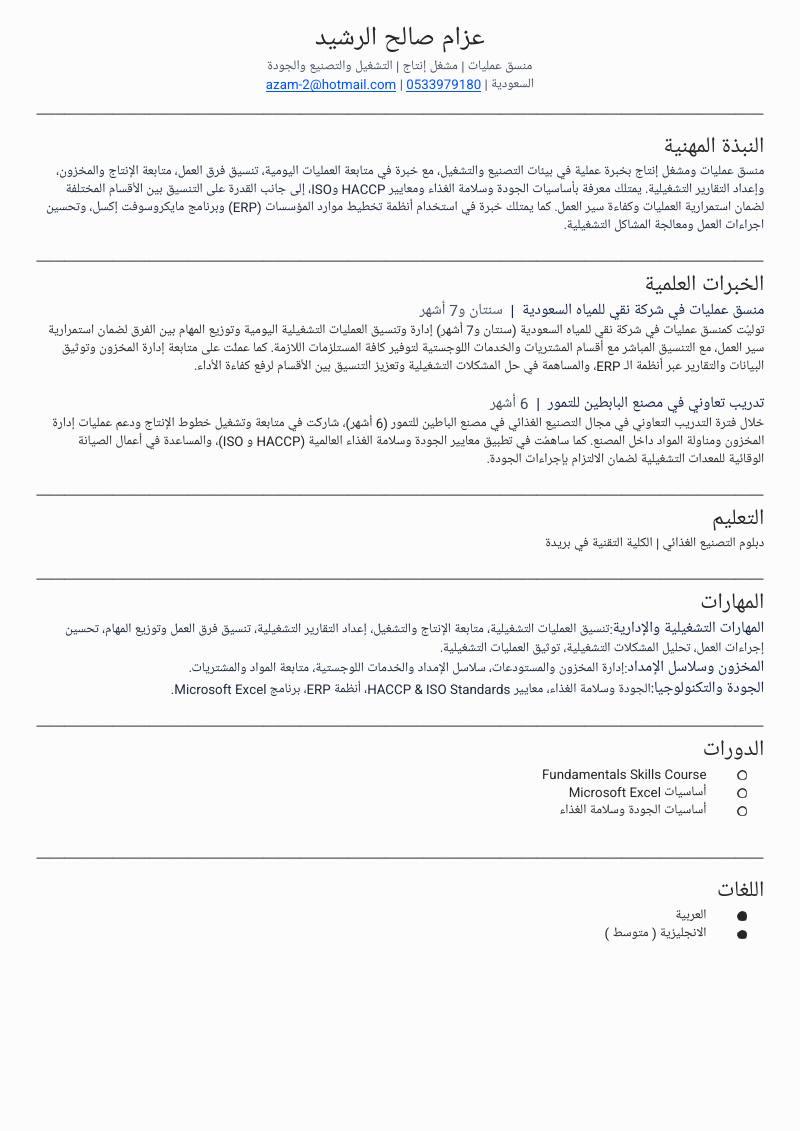 عزام صالح الرشيد
منسق عمليات | مشغل إنتاج | التشغيل والتصنيع والجودة
السعودية | 0533979180 | azam-2@hotmail.com
النبذة المهنية
منسق عمليات ومشغل إنتاج بخبرة عملية في بيئات التصنيع والتشغيل، مع خبرة في متابعة العمليات اليومية، تنسيق فرق العمل، متابعة الإنتاج والمخزون،
وإعداد التقارير التشغيلية. يمتلك معرفة بأساسيات الجودة وسلامة الغذاء ومعايير HACCP وISO، إلى جانب القدرة على التنسيق بين الأقسام المختلفة
لضمان استمرارية العمليات وكفاءة سير العمل. كما يمتلك خبرة في استخدام أنظمة تخطيط موارد المؤسسات (ERP) وبرنامج مايكروسوفت إكسل، وتحسين
اجراءات العمل ومعالجة المشاكل التشغيلية.
الخبرات العلمية
منسق عمليات في شركة نقي للمياه السعودية | سنتان و7 أشهر
توليّت كمنسق عمليات في شركة نقي للمياه السعودية (سنتان و7 أشهر) إدارة وتنسيق العمليات التشغيلية اليومية وتوزيع المهام بين الفرق لضمان استمرارية
سير العمل، مع التنسيق المباشر مع أقسام المشتريات والخدمات اللوجستية لتوفير كافة المستلزمات اللازمة. كما عملت على متابعة إدارة المخزون وتوثيق
البيانات والتقارير عبر أنظمة الـ ERP، والمساهمة في حل المشكلات التشغيلية وتعزيز التنسيق بين الأقسام لرفع كفاءة الأداء.
تدريب تعاوني في مصنع البابطين للتمور | 6 أشهر
خلال فترة التدريب التعاوني في مجال التصنيع الغذائي في مصنع الباطين للتمور (6 أشهر)، شاركت في متابعة وتشغيل خطوط الإنتاج ودعم عمليات إدارة
المخزون ومناولة المواد داخل المصنع. كما ساهمْت في تطبيق معايير الجودة وسلامة الغذاء العالمية (HACCP و ISO)، والمساعدة في أعمال الصيانة
الوقائية للمعدات التشغيلية لضمان الالتزام بإجراءات الجودة.
التعليم
دبلوم التصنيع الغذائي | الكلية التقنية في بريدة
المهارات
المهارات التشغيلية والإدارية:تنسيق العمليات التشغيلية، متابعة الإنتاج والتشغيل، إعداد التقارير التشغيلية، تنسيق فرق العمل وتوزيع المهام، تحسين
إجراءات العمل، تحليل المشكلات التشغيلية، توثيق العمليات التشغيلية.
المخزون وسلاسل الإمداد:إدارة المخزون والمستودعات، سلاسل الإمداد والخدمات اللوجستية، متابعة المواد والمشتريات.
الجودة والتكنولوجيا:الجودة وسلامة الغذاء، معايير HACCP & ISO Standards، أنظمة ERP، برنامج Microsoft Excel.
الدورات
Fundamentals Skills Course
أساسيات Microsoft Excel
أساسيات الجودة وسلامة الغذاء
اللغات
العربية
الانجليزية ( متوسط )